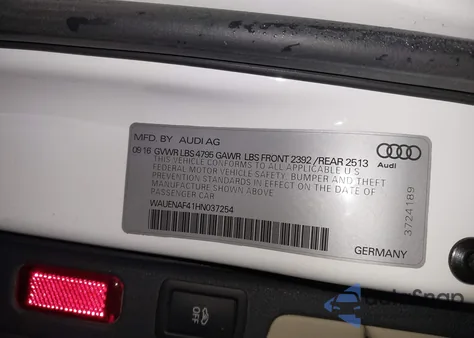 MFD. BY AUDI AG
09 16 GVWR LBS 4795 GAWR LBS FRONT 2392 /REAR 2513
THIS VEHICLE CONFORMS TO ALL APPLICABLE U S
FEDERAL MOTOR VEHICLE SAFETY, BUMPER AND THEFT
PREVENTION STANDARDS IN EFFECT ON THE DATE OF
MANUFACTURE SHOWN ABOVE
PASSENGER CAR
WAUENAF41HN037254
Audi
3724189
GERMANY
OFF
autoSnap